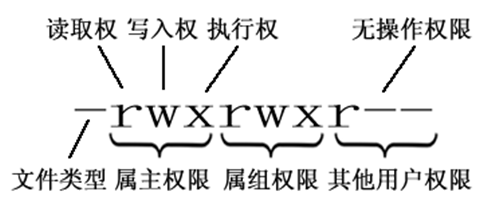 读取权 写入权 执行权 无操作权限
-rwxrwxr--
文件类型 属主权限 属组权限 其他用户权限